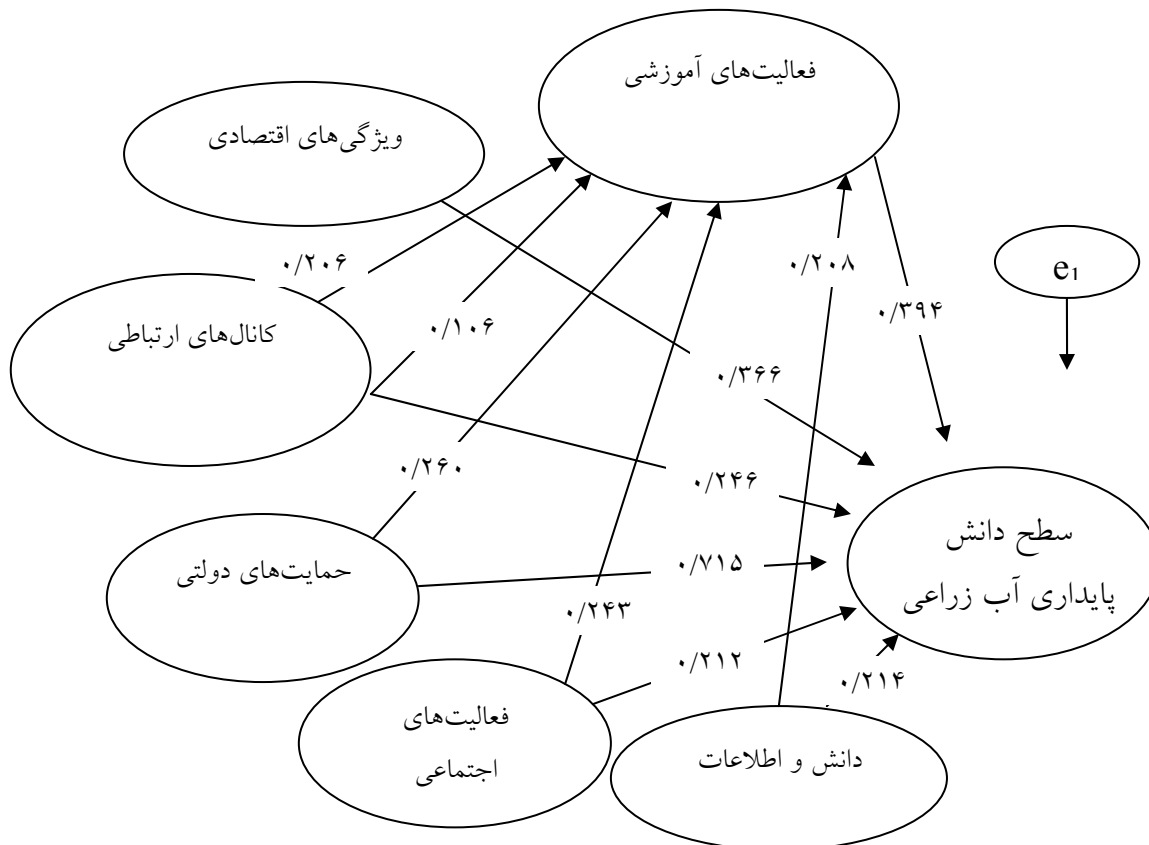 فعالیت‌های آموزشی
ویژگی‌های اقتصادی
۰/۲۰۶
۰/۲۰۸
e₁
کانال‌های ارتباطی
۰/۱۰۶
۰/۳۹۴
۰/۳۶۶
۰/۲۶۰
۰/۲۴۶
سطح دانش
پایداری آب زراعی
حمایت‌های دولتی
۰/۷۱۵
۰/۲۴۳
۰/۲۱۲
۰/۲۱۴
فعالیت‌های
اجتماعی
دانش و اطلاعات